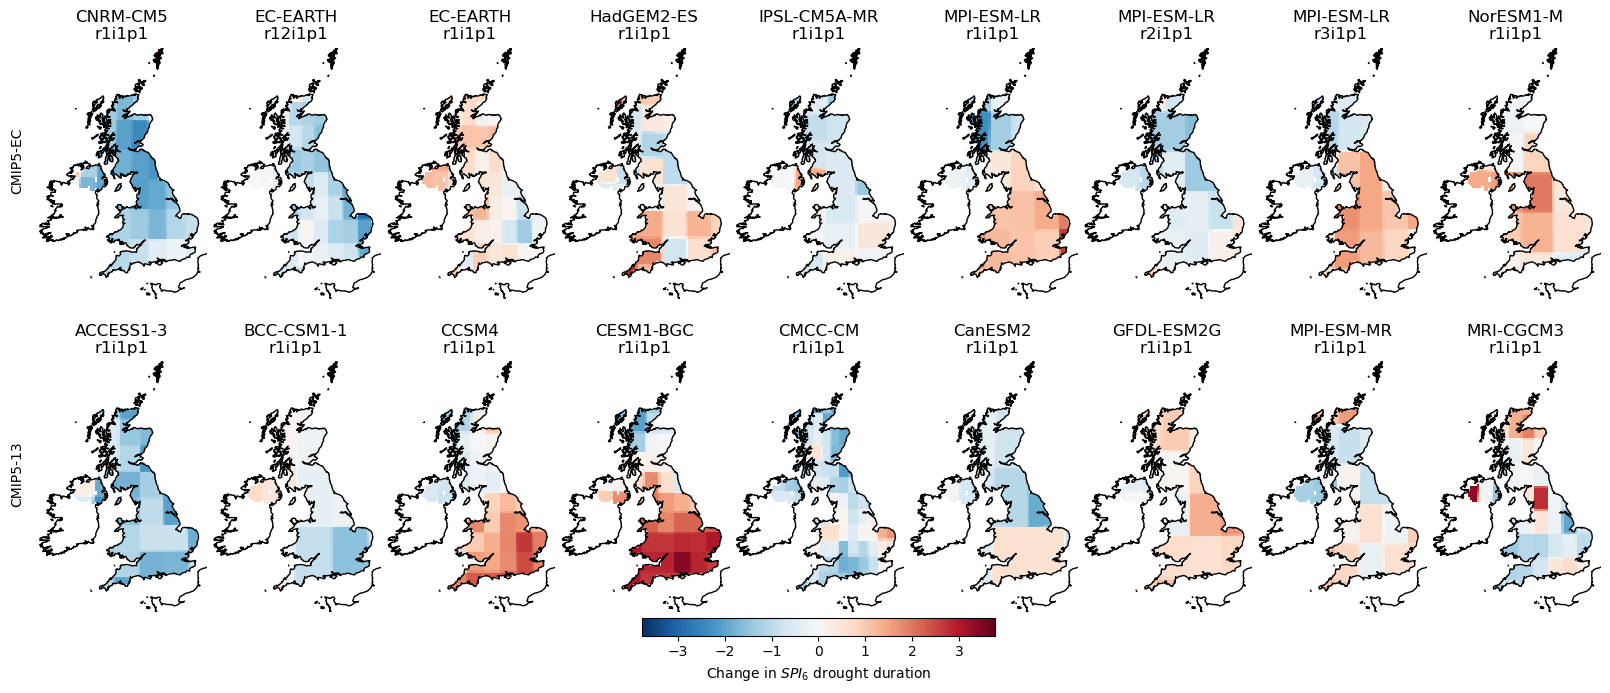 CNRM-CM5 EC-EARTH EC-EARTH HadGEM2-ES IPSL-CM5A-MR MPI-ESM-LR MPI-ESM-LR MPI-ESM-LR NorESM1-M
r1i1p1 r12i1p1 r1i1p1 r1i1p1 r1i1p1 r1i1p1 r2i1p1 r3i1p1 r1i1p1
CMIP5-EC
ACCESS1-3 BCC-CSM1-1 CCSM4 CESM1-BGC CMCC-CM CanESM2 GFDL-ESM2G MPI-ESM-MR MRI-CGCM3
r1i1p1 r1i1p1 r1i1p1 r1i1p1 r1i1p1 r1i1p1 r1i1p1 r1i1p1 r1i1p1
CMIP5-13
−3 −2 −1 0 1 2 3
Change in SPI₆ drought duration